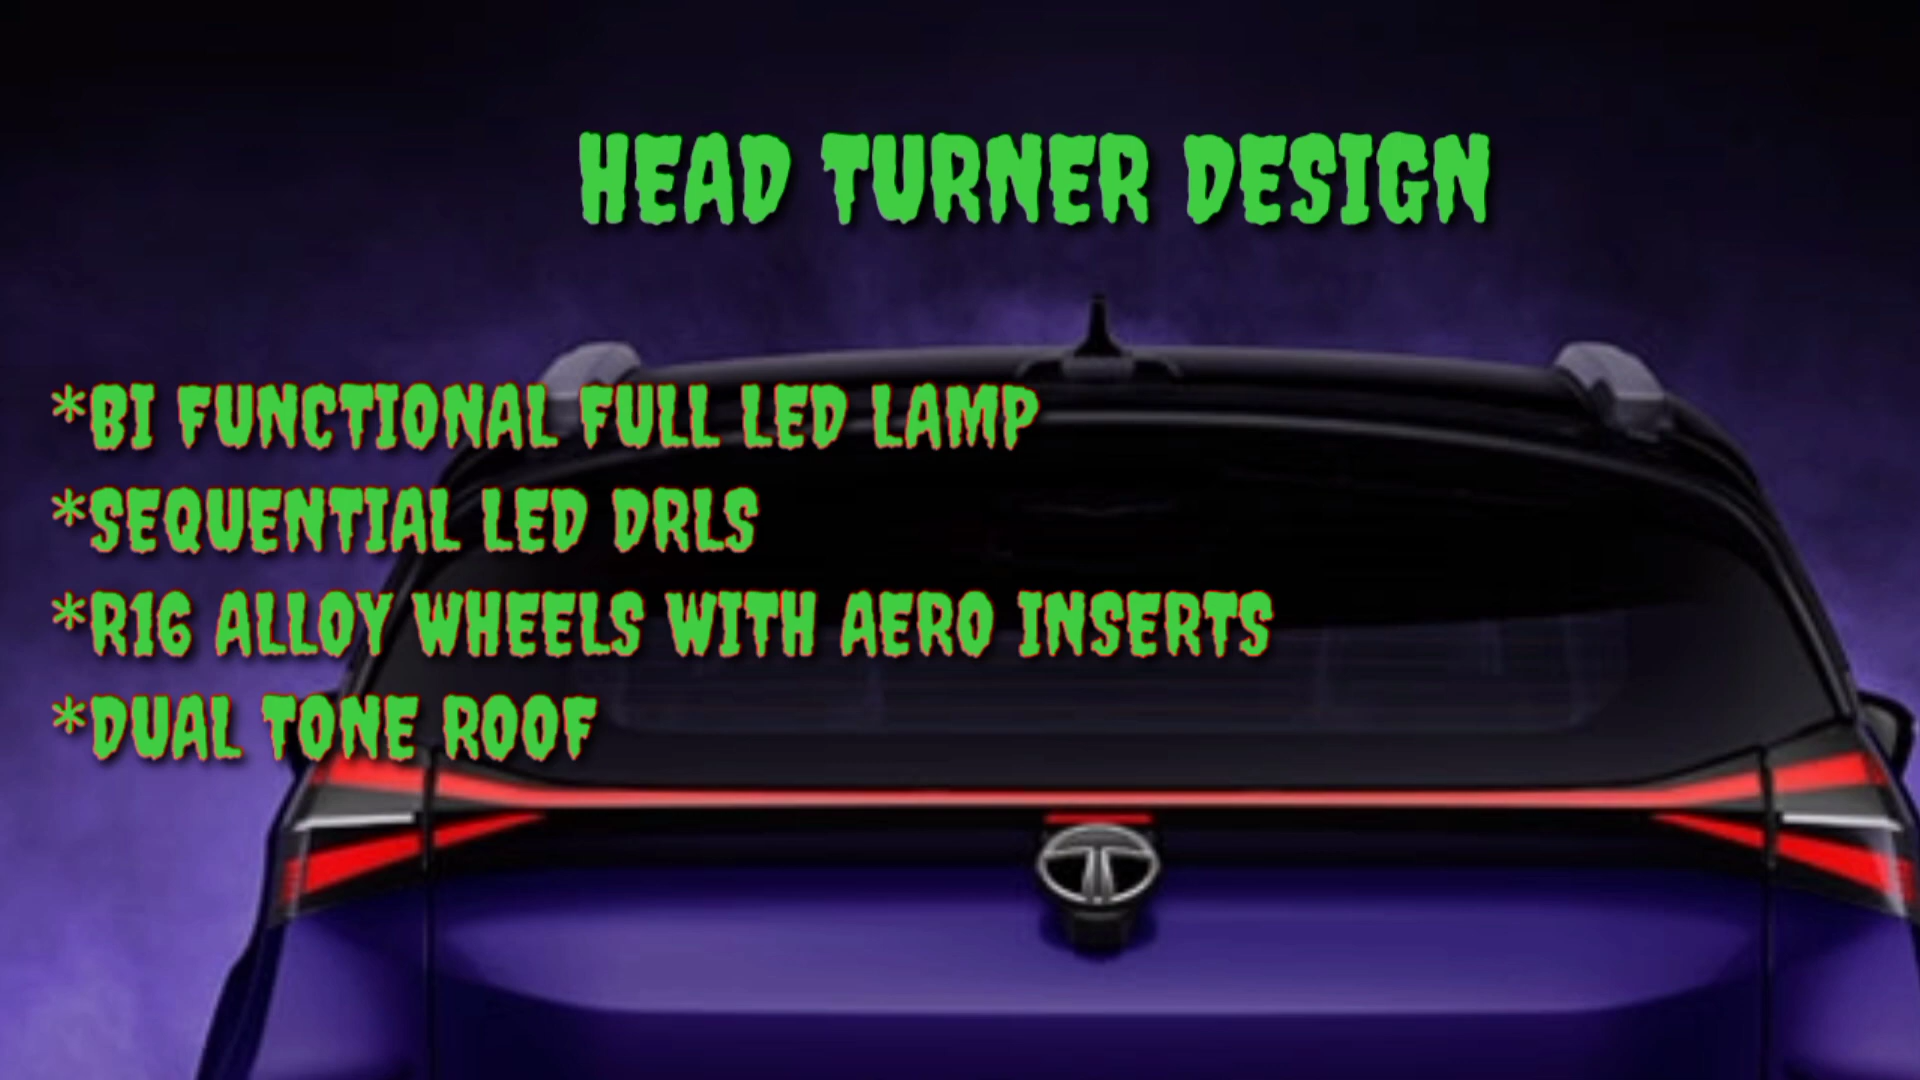 HEAD TURNER DESIGN
*BI FUNCTIONAL FULL LED LAMP
*SEQUENTIAL LED DRLS
*R16 ALLOY WHEELS WITH AERO INSERTS
*DUAL TONE ROOF